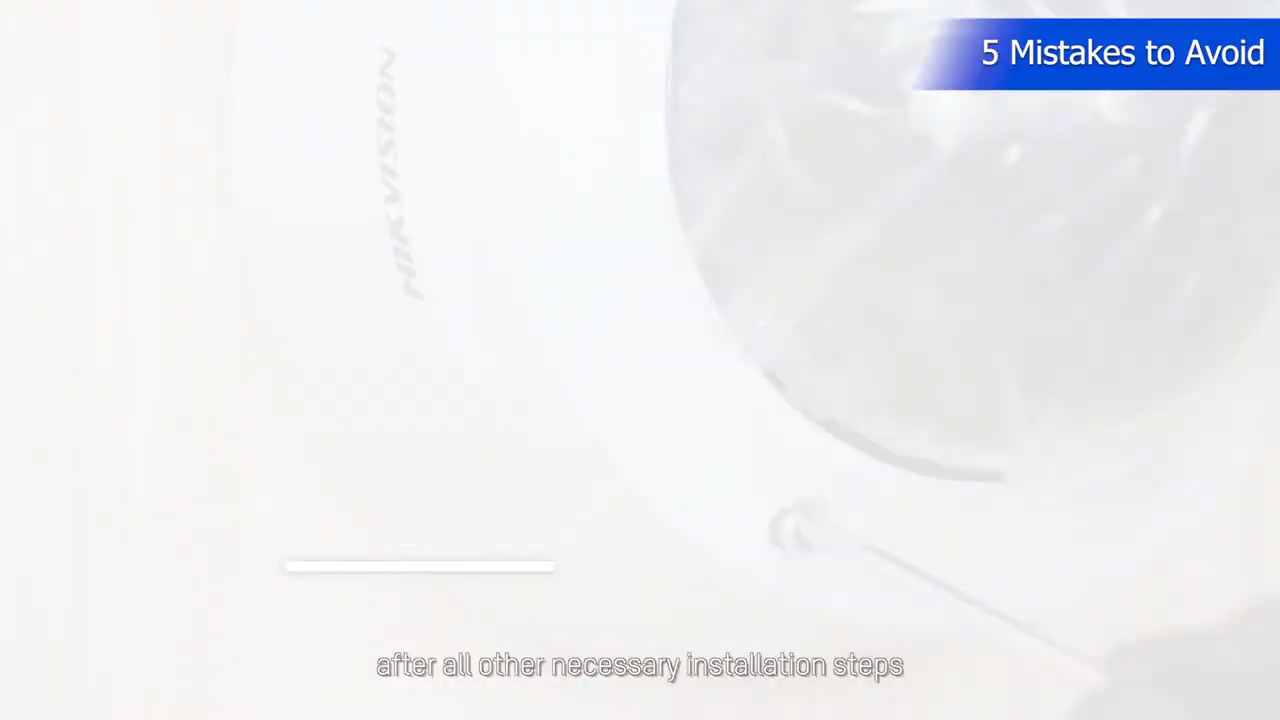 5 Mistakes to Avoid
HIKVISION
after all other necessary installation steps